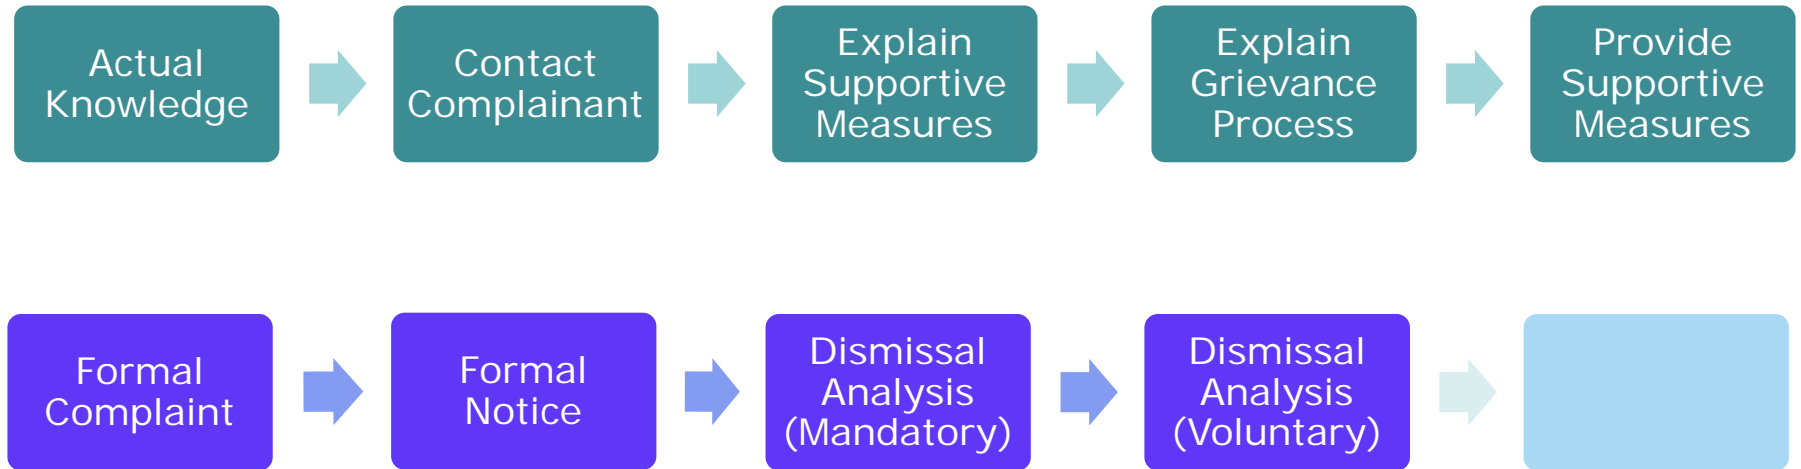 Actual
Knowledge
Contact
Complainant
Explain
Supportive
Measures
Explain
Grievance
Process
Provide
Supportive
Measures
Formal
Complaint
Formal
Notice
Dismissal
Analysis
(Mandatory)
Dismissal
Analysis
(Voluntary)